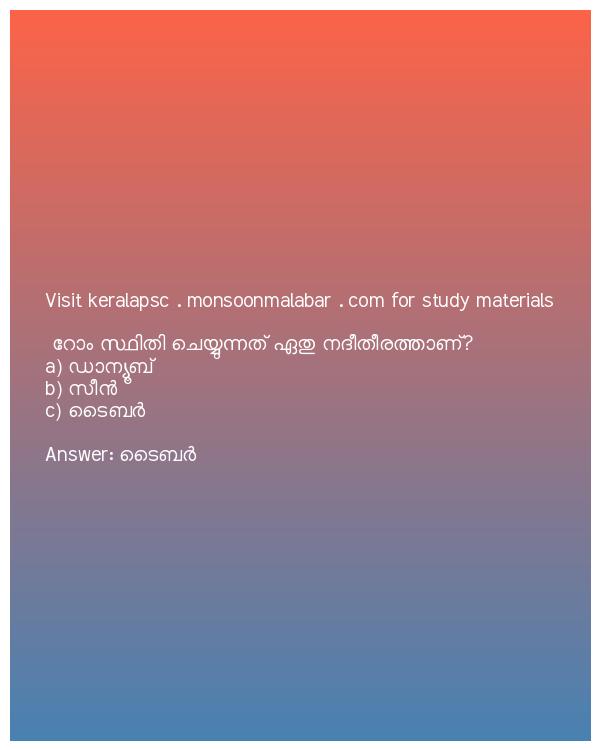 Visit keralapsc . monsoonmalabar . com for study materials
റോം സ്ഥിതി ചെയ്യുന്നത് ഏതു നദീതീരത്താണ്?
a) ഡാന്യൂബ്
b) സീൻ
c) ടൈബർ
Answer: ടൈബർ